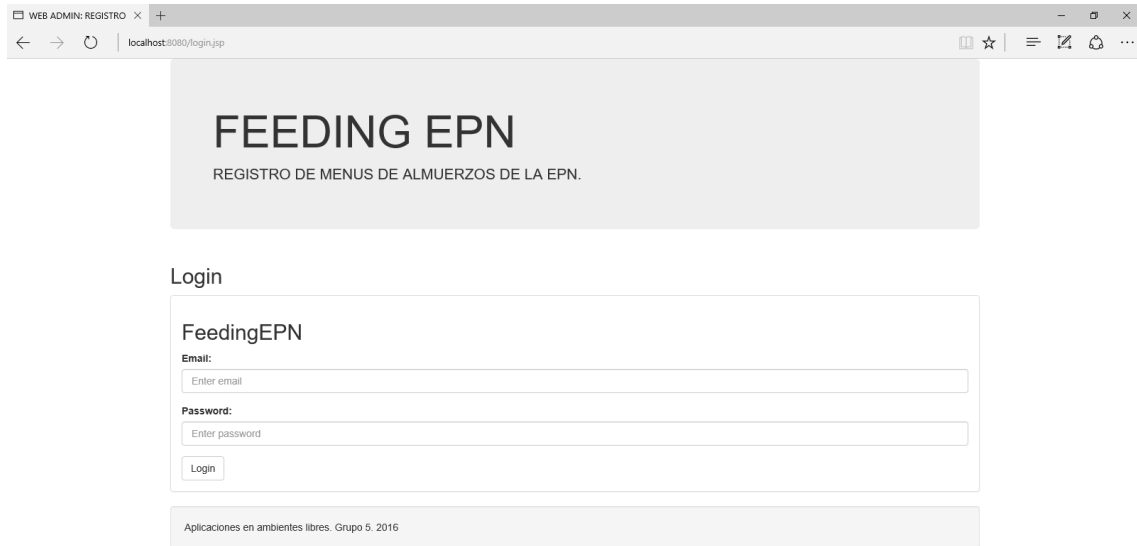 WEB ADMIN: REGISTRO
localhost:8080/login.jsp
FEEDING EPN
REGISTRO DE MENUS DE ALMUERZOS DE LA EPN.
Login
FeedingEPN
Email:
Enter email
Password:
Enter password
Login
Aplicaciones en ambientes libres. Grupo 5. 2016